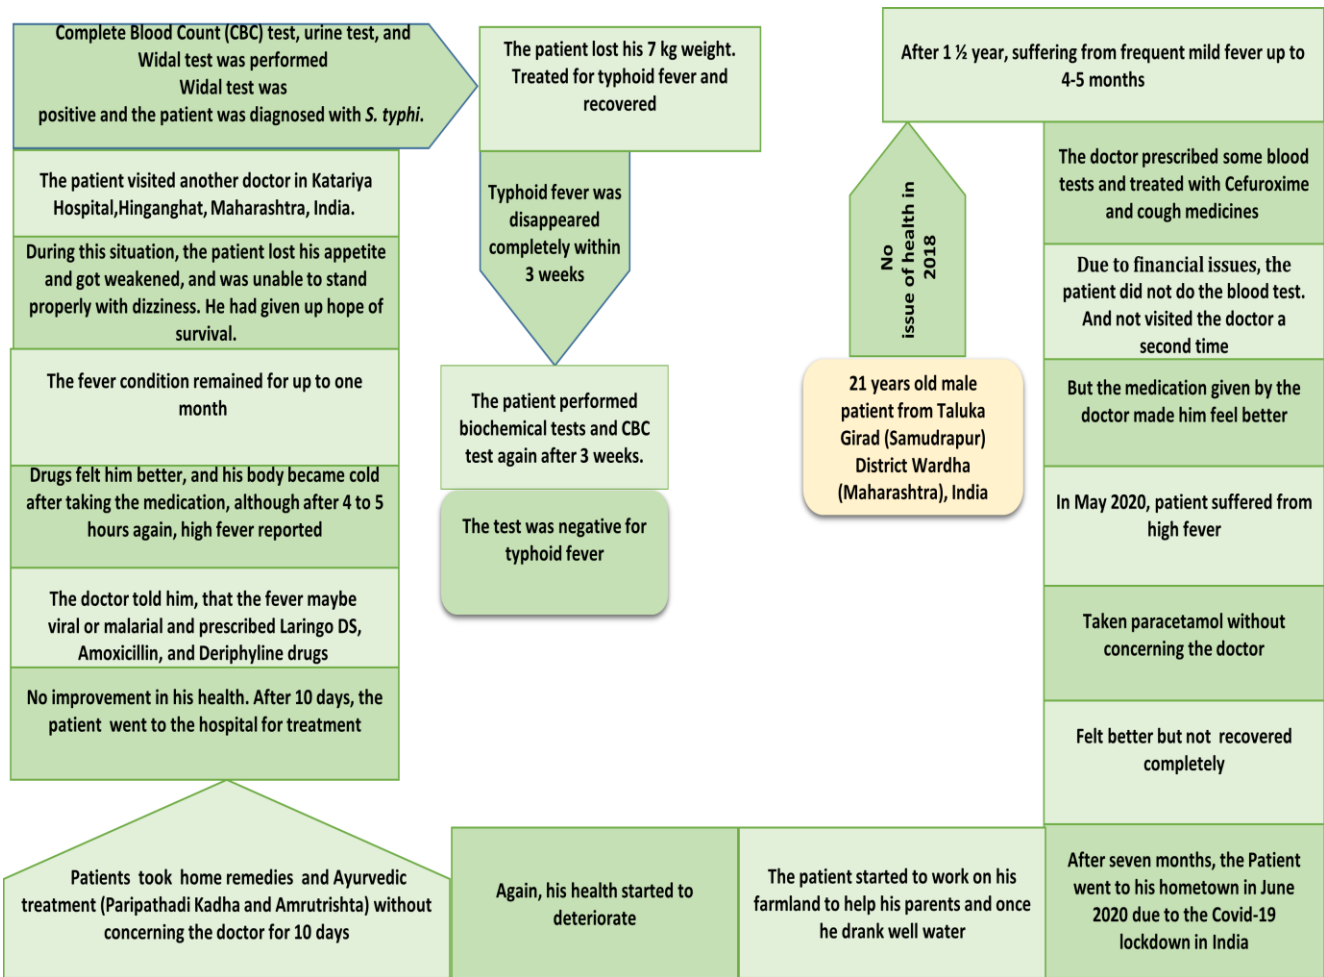 21 years old male
patient from Taluka
Girad (Samudrapur)
District Wardha
(Maharashtra), India
No
issue of health in
2018
After 1 ½ year, suffering from frequent mild fever up to
4-5 months
The doctor prescribed some blood
tests and treated with Cefuroxime
and cough medicines
Due to financial issues, the
patient did not do the blood test.
And not visited the doctor a
second time
But the medication given by the
doctor made him feel better
In May 2020, patient suffered from
high fever
Taken paracetamol without
concerning the doctor
Felt better but not recovered
completely
After seven months, the Patient
went to his hometown in June
2020 due to the Covid-19
lockdown in India
The patient started to work on his
farmland to help his parents and once
he drank well water
Again, his health started to
deteriorate
Patients took home remedies and Ayurvedic
treatment (Paripathadi Kadha and Amrutrishta) without
concerning the doctor for 10 days
No improvement in his health. After 10 days, the
patient went to the hospital for treatment
The doctor told him, that the fever maybe
viral or malarial and prescribed Laringo DS,
Amoxicillin, and Deriphyline drugs
Drugs felt him better, and his body became cold
after taking the medication, although after 4 to 5
hours again, high fever reported
The fever condition remained for up to one
month
During this situation, the patient lost his appetite
and got weakened, and was unable to stand
properly with dizziness. He had given up hope of
survival.
The patient visited another doctor in Katariya
Hospital,Hinganghat, Maharashtra, India.
Complete Blood Count (CBC) test, urine test, and
Widal test was performed
Widal test was
positive and the patient was diagnosed with S. typhi.
The patient lost his 7 kg weight.
Treated for typhoid fever and
recovered
Typhoid fever was
disappeared
completely within
3 weeks
The patient performed
biochemical tests and CBC
test again after 3 weeks.
The test was negative for
typhoid fever